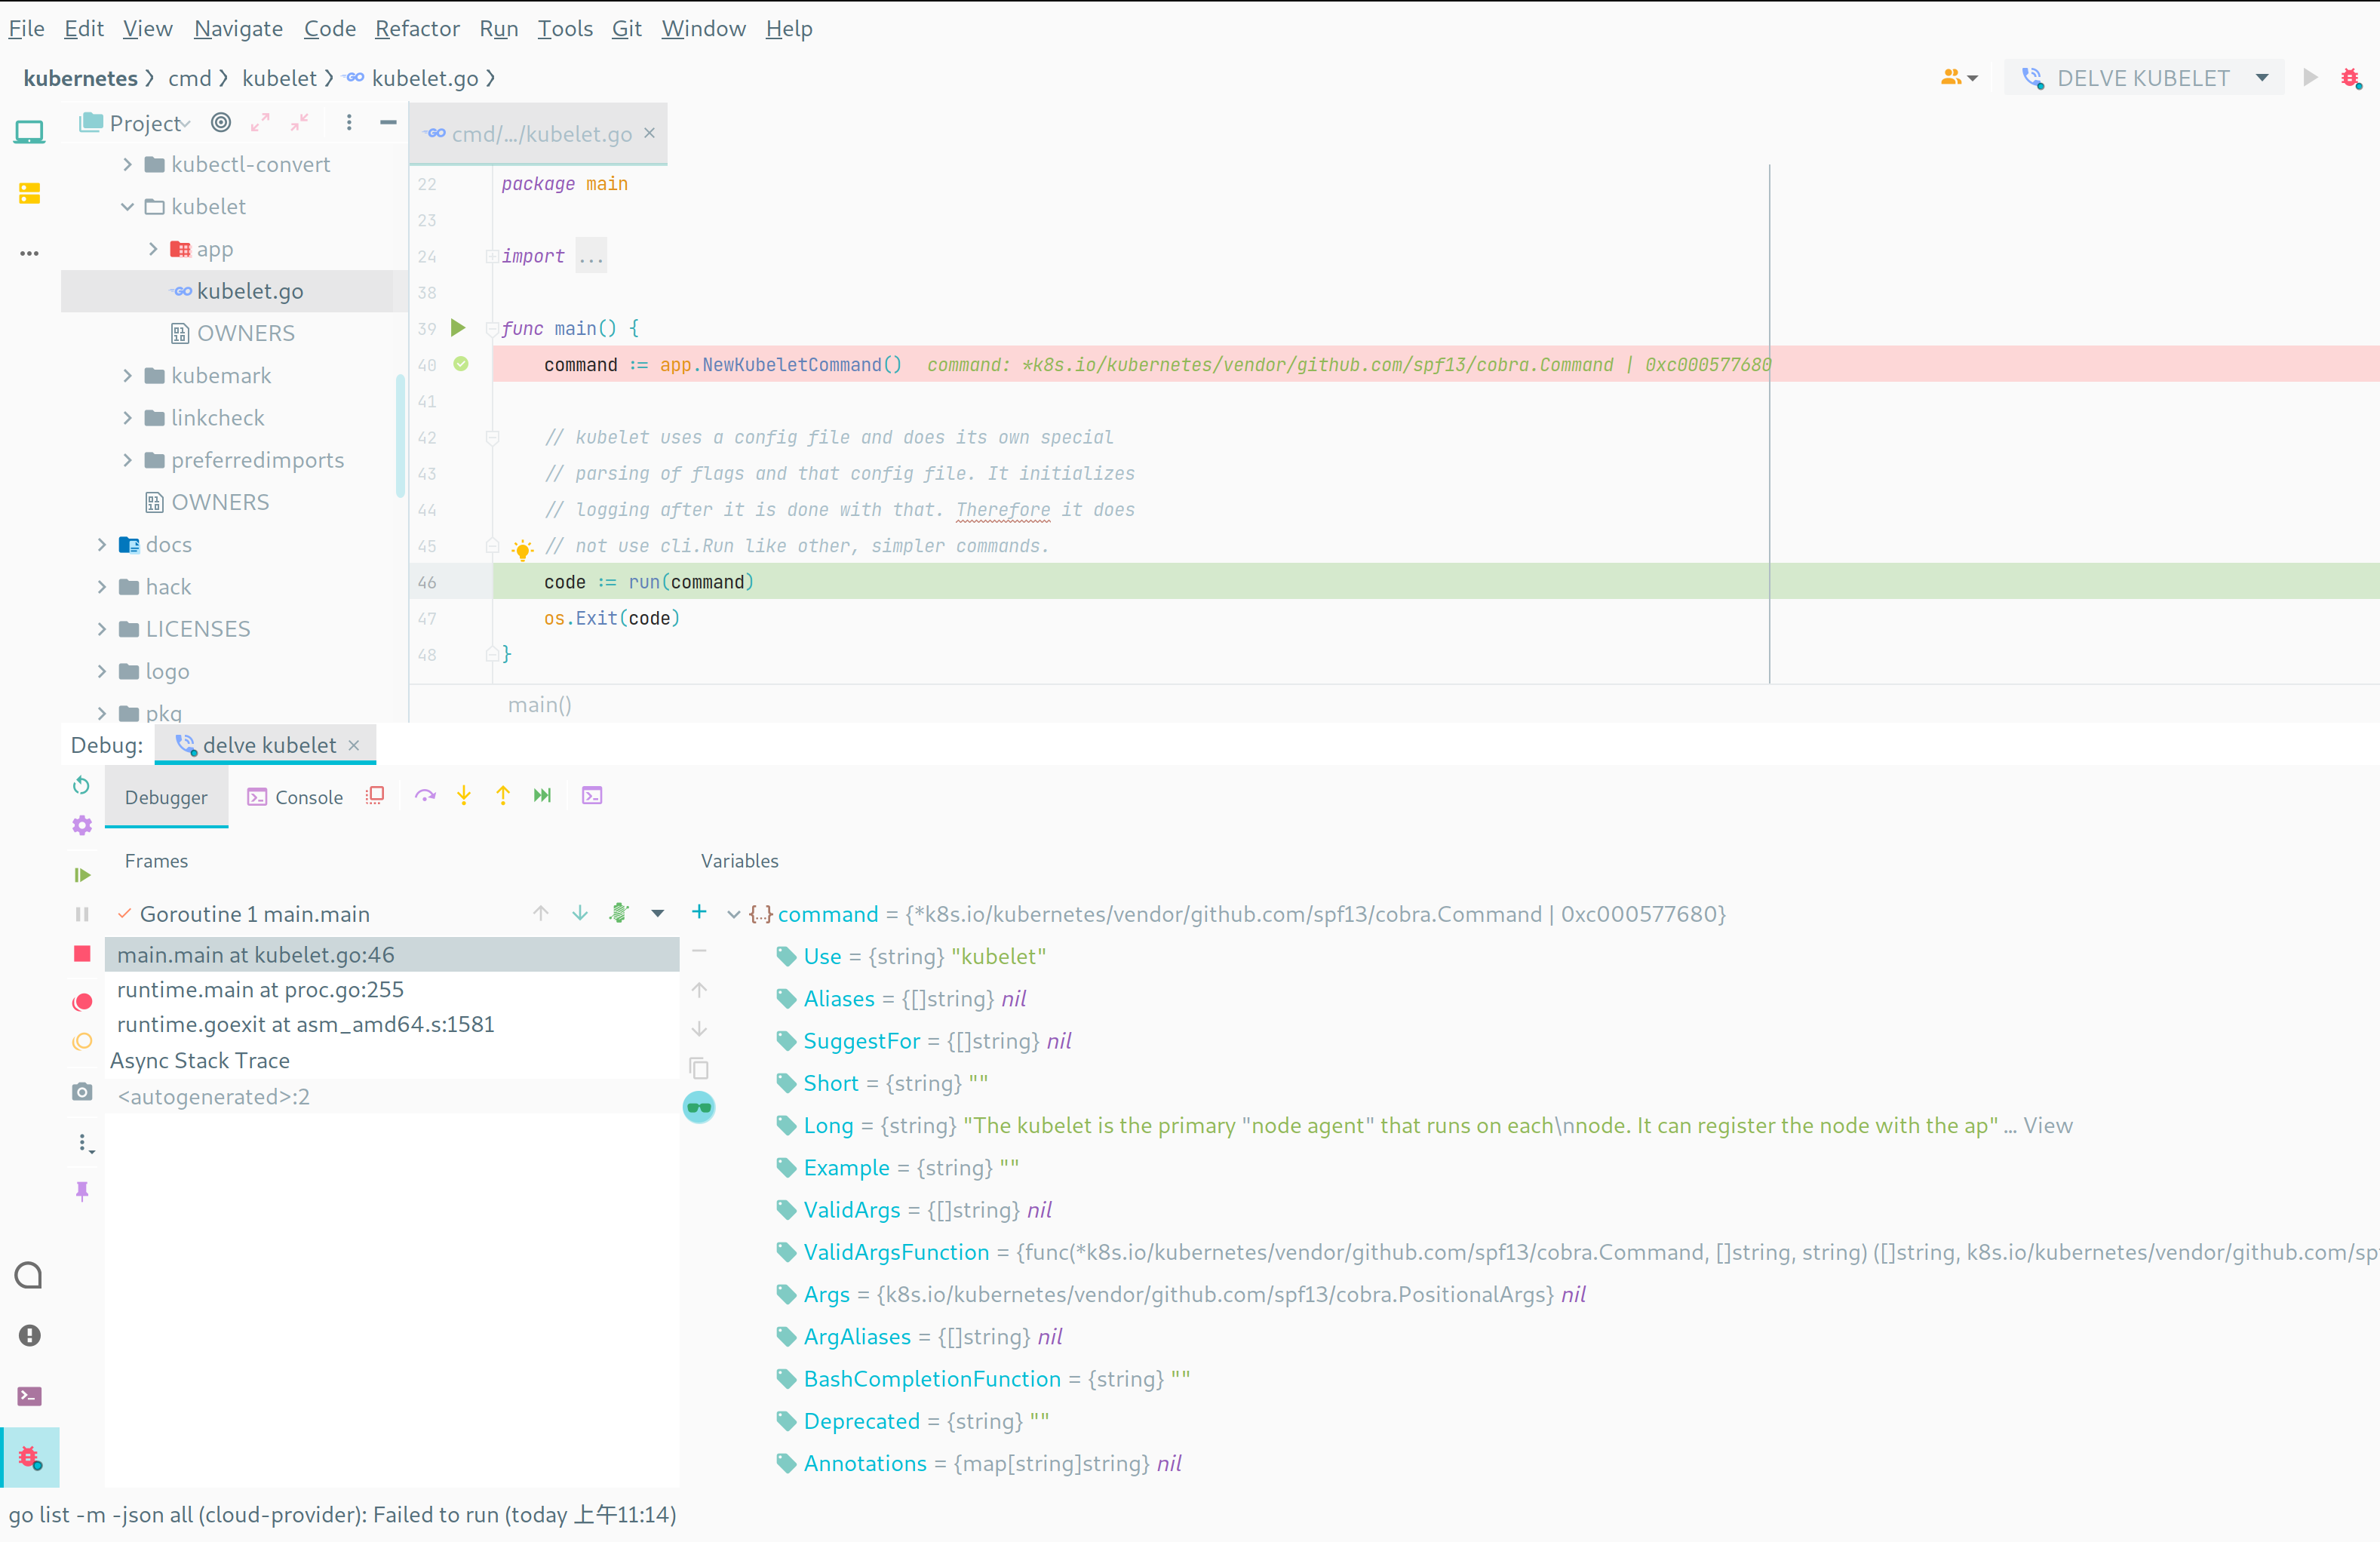 File Edit View Navigate Code Refactor Run Tools Git Window Help
kubernetes cmd kubelet kubelet.go
DELVE KUBELET
Project
kubectl-convert
kubelet
app
kubelet.go
OWNERS
kubemark
linkcheck
preferredimports
OWNERS
docs
hack
LICENSES
logo
pkg
cmd/.../kubelet.go
22 package main
23
24 import ...
38
39 func main() {
40 command := app.NewKubeletCommand() command: *k8s.io/kubernetes/vendor/github.com/spf13/cobra.Command | 0xc000577680
41
42 // kubelet uses a config file and does its own special
43 // parsing of flags and that config file. It initializes
44 // logging after it is done with that. Therefore it does
45 // not use cli.Run like other, simpler commands.
46 code := run(command)
47 os.Exit(code)
48 }
main()
Debug: delve kubelet
Debugger Console
Frames
Goroutine 1 main.main
main.main at kubelet.go:46
runtime.main at proc.go:255
runtime.goexit at asm_amd64.s:1581
Async Stack Trace
<autogenerated>:2
Variables
command = {*k8s.io/kubernetes/vendor/github.com/spf13/cobra.Command | 0xc000577680}
Use = {string} "kubelet"
Aliases = {[]string} nil
SuggestFor = {[]string} nil
Short = {string} ""
Long = {string} "The kubelet is the primary "node agent" that runs on each\nnode. It can register the node with the ap" ... View
Example = {string} ""
ValidArgs = {[]string} nil
ValidArgsFunction = {func(*k8s.io/kubernetes/vendor/github.com/spf13/cobra.Command, []string, string) ([]string, k8s.io/kubernetes/vendor/github.com/sp
Args = {k8s.io/kubernetes/vendor/github.com/spf13/cobra.PositionalArgs} nil
ArgAliases = {[]string} nil
BashCompletionFunction = {string} ""
Deprecated = {string} ""
Annotations = {map[string]string} nil
go list -m -json all (cloud-provider): Failed to run (today 上午11:14)